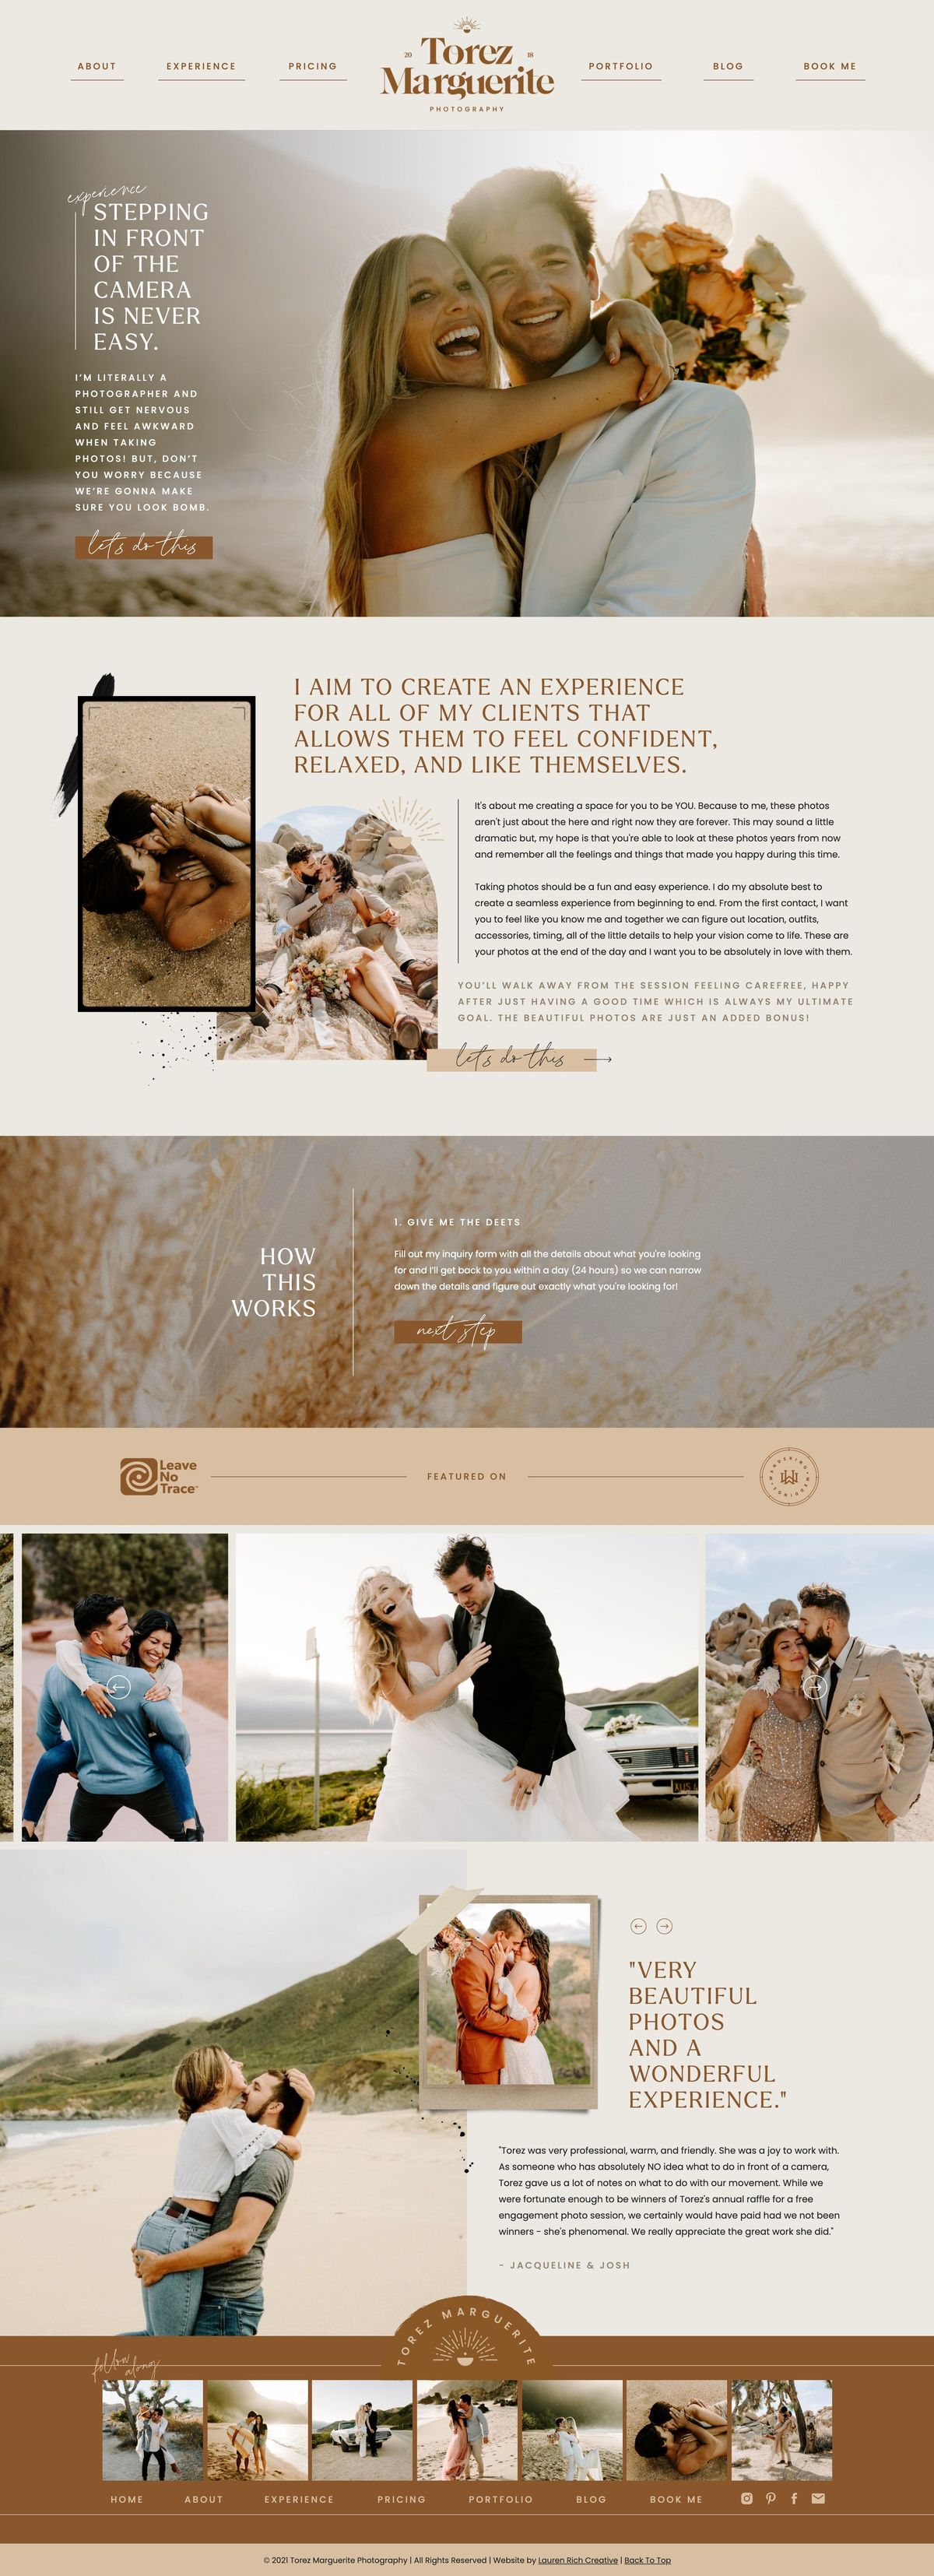 ABOUT
EXPERIENCE
PRICING
20 Torez 18
Marguerite
PHOTOGRAPHY
PORTFOLIO
BLOG
BOOK ME
experience
STEPPING
IN FRONT
OF THE
CAMERA
IS NEVER
EASY.
I'M LITERALLY A
PHOTOGRAPHER AND
STILL GET NERVOUS
AND FEEL AWKWARD
WHEN TAKING
PHOTOS! BUT, DON'T
YOU WORRY BECAUSE
WE'RE GONNA MAKE
SURE YOU LOOK BOMB.
let's do this
I AIM TO CREATE AN EXPERIENCE
FOR ALL OF MY CLIENTS THAT
ALLOWS THEM TO FEEL CONFIDENT,
RELAXED, AND LIKE THEMSELVES.
It's about me creating a space for you to be YOU. Because to me, these photos
aren't just about the here and right now they are forever. This may sound a little
dramatic but, my hope is that you're able to look at these photos years from now
and remember all the feelings and things that made you happy during this time.
Taking photos should be a fun and easy experience. I do my absolute best to
create a seamless experience from beginning to end. From the first contact, I want
you to feel like you know me and together we can figure out location, outfits,
accessories, timing, all of the little details to help your vision come to life. These are
your photos at the end of the day and I want you to be absolutely in love with them.
YOU'LL WALK AWAY FROM THE SESSION FEELING CAREFREE, HAPPY
AFTER JUST HAVING A GOOD TIME WHICH IS ALWAYS MY ULTIMATE
GOAL. THE BEAUTIFUL PHOTOS ARE JUST AN ADDED BONUS!
let's do this
HOW
THIS
WORKS
1. GIVE ME THE DEETS
Fill out my inquiry form with all the details about what you're looking
for and I'll get back to you within a day (24 hours) so we can narrow
down the details and figure out exactly what you're looking for!
next step
Leave
No
Trace™
FEATURED ON
"VERY
BEAUTIFUL
PHOTOS
AND A
WONDERFUL
EXPERIENCE."
"Torez was very professional, warm, and friendly. She was a joy to work with.
As someone who has absolutely NO idea what to do in front of a camera,
Torez gave us a lot of notes on what to do with our movement. While we
were fortunate enough to be winners of Torez's annual raffle for a free
engagement photo session, we certainly would have paid had we not been
winners - she's phenomenal. We really appreciate the great work she did."
- JACQUELINE & JOSH
TOREZ MARGUERITE
follow
along
HOME
ABOUT
EXPERIENCE
PRICING
PORTFOLIO
BLOG
BOOK ME
© 2021 Torez Marguerite Photography | All Rights Reserved | Website by Lauren Rich Creative | Back To Top